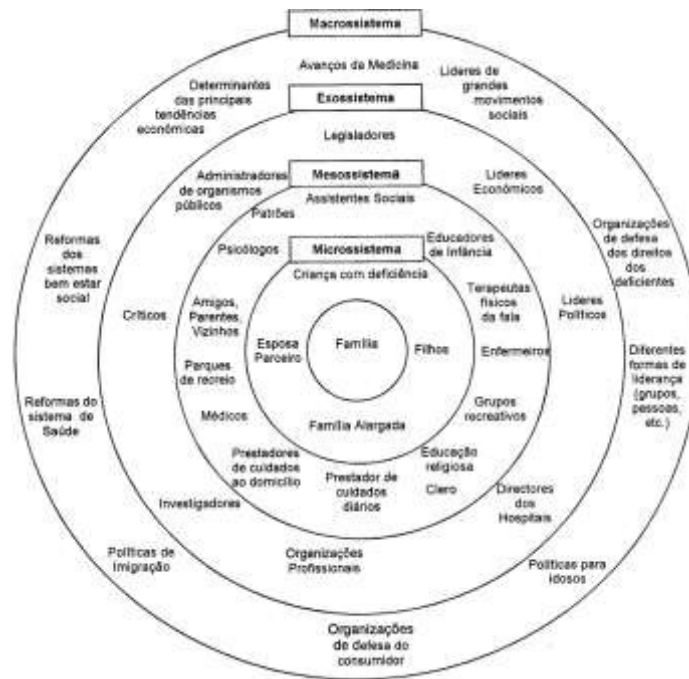 Macrossistema
Avanços da Medicina
Determinantes
das principais
tendências
económicas
Líderes de
grandes
movimentos
sociais
Exossistema
Legisladores
Administradores
de organismos
públicos
Líderes
Económicos
Mesossistema
Assistentes Sociais
Patrões
Psicólogos
Educadores
de Infância
Microssistema
Criança com deficiência
Reformas
dos
sistemas
bem estar
social
Organizações
de defesa
dos direitos
dos
deficientes
Críticos
Amigos,
Parentes,
Vizinhos
Terapeutas
físicos
da fala
Líderes
Políticos
Esposa
Parceiro
Família
Filhos
Enfermeiros
Parques
de recreio
Diferentes
formas de
liderança
(grupos,
pessoas,
etc.)
Reformas do
sistema de
Saúde
Médicos
Família Alargada
Grupos
recreativos
Prestadores
de cuidados
ao domicílio
Prestador de
cuidados
diários
Educação
religiosa
Clero
Investigadores
Directores
dos
Hospitais
Políticas de
Imigração
Organizações
Profissionais
Políticas para
idosos
Organizações
de defesa do
consumidor